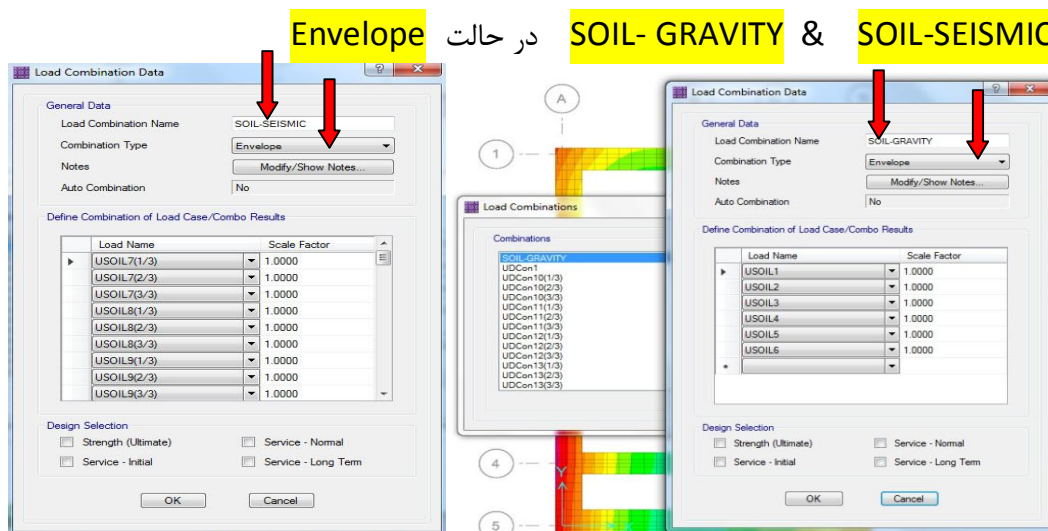 SOIL-SEISMIC & SOIL- GRAVITY در حالت Envelope
Load Combination Data
General Data
Load Combination Name SOIL-SEISMIC
Combination Type Envelope
Notes Modify/Show Notes...
Auto Combination No
Define Combination of Load Case/Combo Results
Load Name Scale Factor
USOIL7(1/3) 1.0000
USOIL7(2/3) 1.0000
USOIL7(3/3) 1.0000
USOIL8(1/3) 1.0000
USOIL8(2/3) 1.0000
USOIL8(3/3) 1.0000
USOIL9(1/3) 1.0000
USOIL9(2/3) 1.0000
USOIL9(3/3) 1.0000
Design Selection
Strength (Ultimate) Service - Normal
Service - Initial Service - Long Term
OK Cancel
A
1
4
5
Y
X
Load Combinations
Combinations
SOIL-GRAVITY
UDCon1
UDCon10(1/3)
UDCon10(2/3)
UDCon10(3/3)
UDCon11(1/3)
UDCon11(2/3)
UDCon11(3/3)
UDCon12(1/3)
UDCon12(2/3)
UDCon12(3/3)
UDCon13(1/3)
UDCon13(2/3)
UDCon13(3/3)
Load Combination Data
General Data
Load Combination Name SOIL-GRAVITY
Combination Type Envelope
Notes Modify/Show Notes...
Auto Combination No
Define Combination of Load Case/Combo Results
Load Name Scale Factor
USOIL1 1.0000
USOIL2 1.0000
USOIL3 1.0000
USOIL4 1.0000
USOIL5 1.0000
USOIL6 1.0000
Design Selection
Strength (Ultimate) Service - Normal
Service - Initial Service - Long Term
OK Cancel